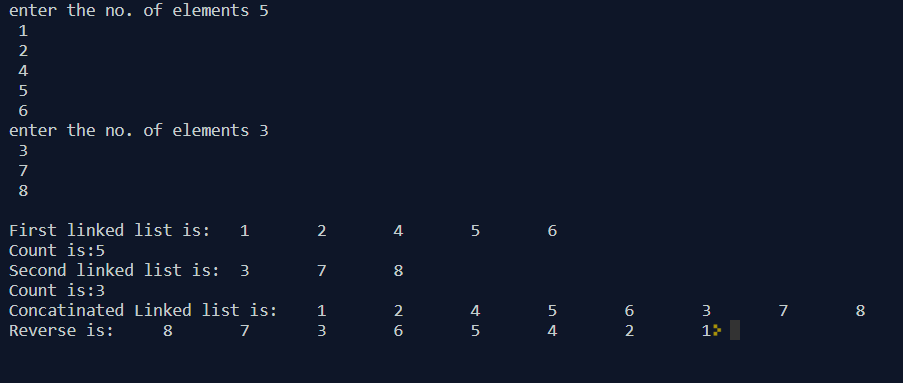 enter the no. of elements 5
1
2
4
5
6
enter the no. of elements 3
3
7
8
First linked list is: 1 2 4 5 6
Count is:5
Second linked list is: 3 7 8
Count is:3
Concatinated Linked list is: 1 2 4 5 6 3 7 8
Reverse is: 8 7 3 6 5 4 2 1>